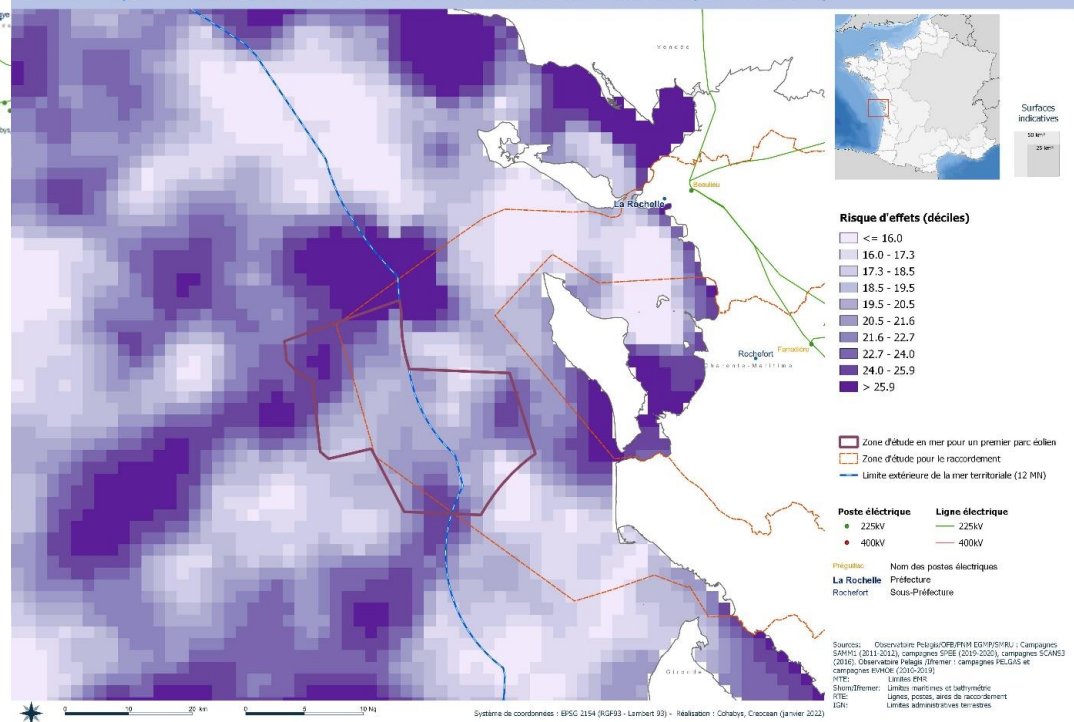 Vendée
La Rochelle
Beaulieu
Rochefort
Farradière
Charente-Maritime
Gironde
Surfaces
indicatives
50 km²
25 km²
Risque d'effets (déciles)
<= 16.0
16.0 - 17.3
17.3 - 18.5
18.5 - 19.5
19.5 - 20.5
20.5 - 21.6
21.6 - 22.7
22.7 - 24.0
24.0 - 25.9
> 25.9
Zone d'étude en mer pour un premier parc éolien
Zone d'étude pour le raccordement
Limite extérieure de la mer territoriale (12 MN)
Poste électrique Ligne électrique
225kV 225kV
400kV 400kV
Préguillac Nom des postes électriques
La Rochelle Préfecture
Rochefort Sous-Préfecture
Sources: Observatoire Pelagis/OFB/PNM EGMP/SMRU : Campagnes
SAMM1 (2011-2012), campagnes SPEE (2019-2020), campagnes SCANS3
(2016). Observatoire Pelagis /Ifremer : campagnes PELGAS et
campagnes EVHOE (2010-2019)
MTE: Limites EMR
Shom/Ifremer: Limites maritimes et bathymétrie
RTE: Lignes, postes, aires de raccordement
IGN: Limites administratives terrestres
0 10 20 km
0 5 10 Nq
Système de coordonnées : EPSG 2154 (RGF93 - Lambert 93) - Réalisation : Cohabys, Creocean (janvier 2022)